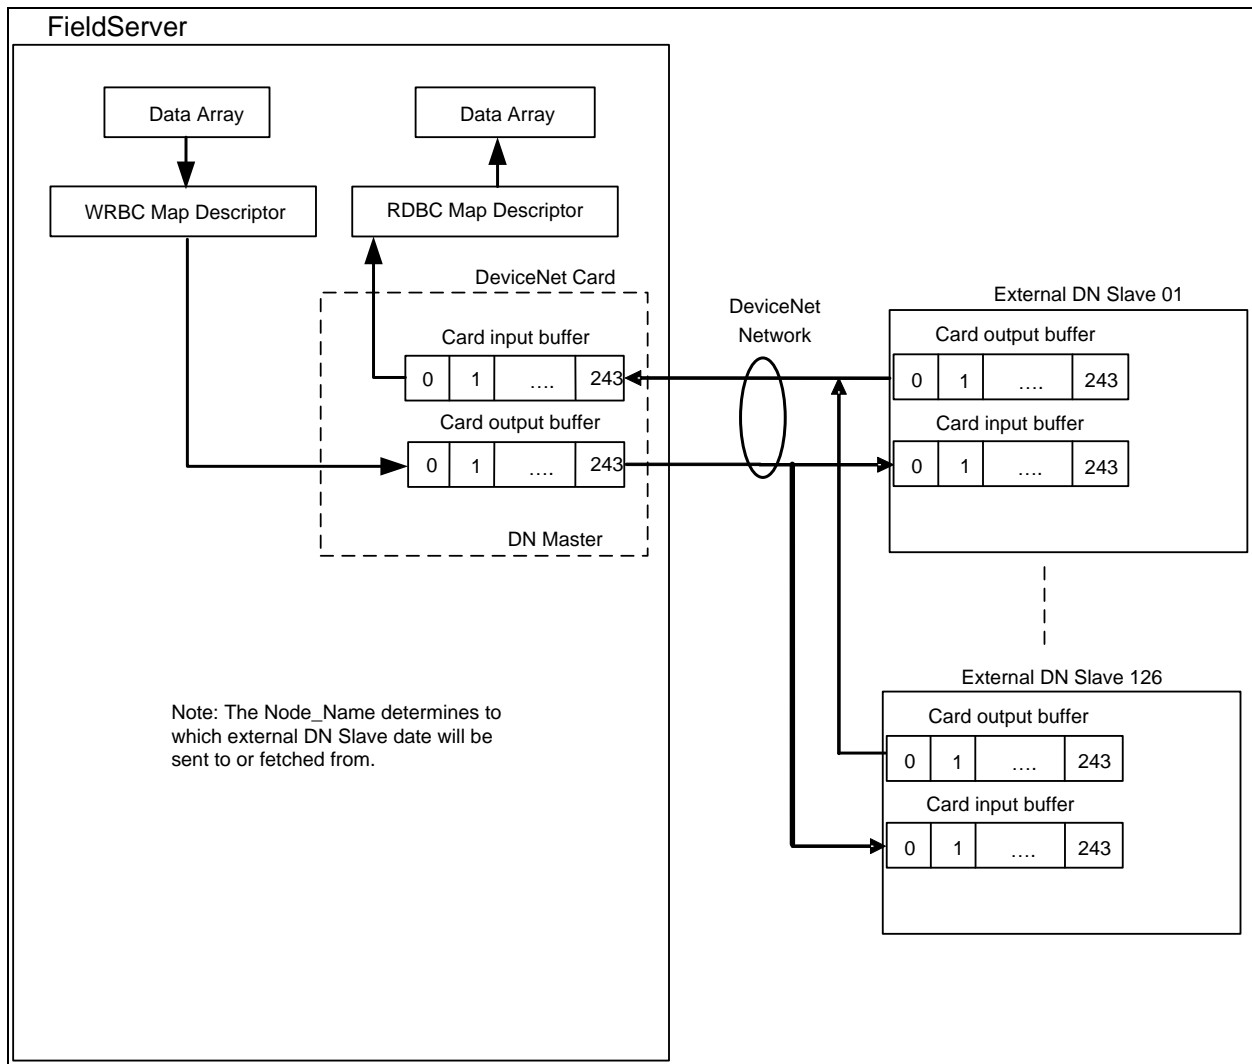 FieldServer
Data Array
Data Array
WRBC Map Descriptor
RDBC Map Descriptor
DeviceNet Card
Card input buffer
0 1 .... 243
Card output buffer
0 1 .... 243
DN Master
DeviceNet
Network
External DN Slave 01
Card output buffer
0 1 .... 243
Card input buffer
0 1 .... 243
External DN Slave 126
Card output buffer
0 1 .... 243
Card input buffer
0 1 .... 243
Note: The Node_Name determines to
which external DN Slave date will be
sent to or fetched from.